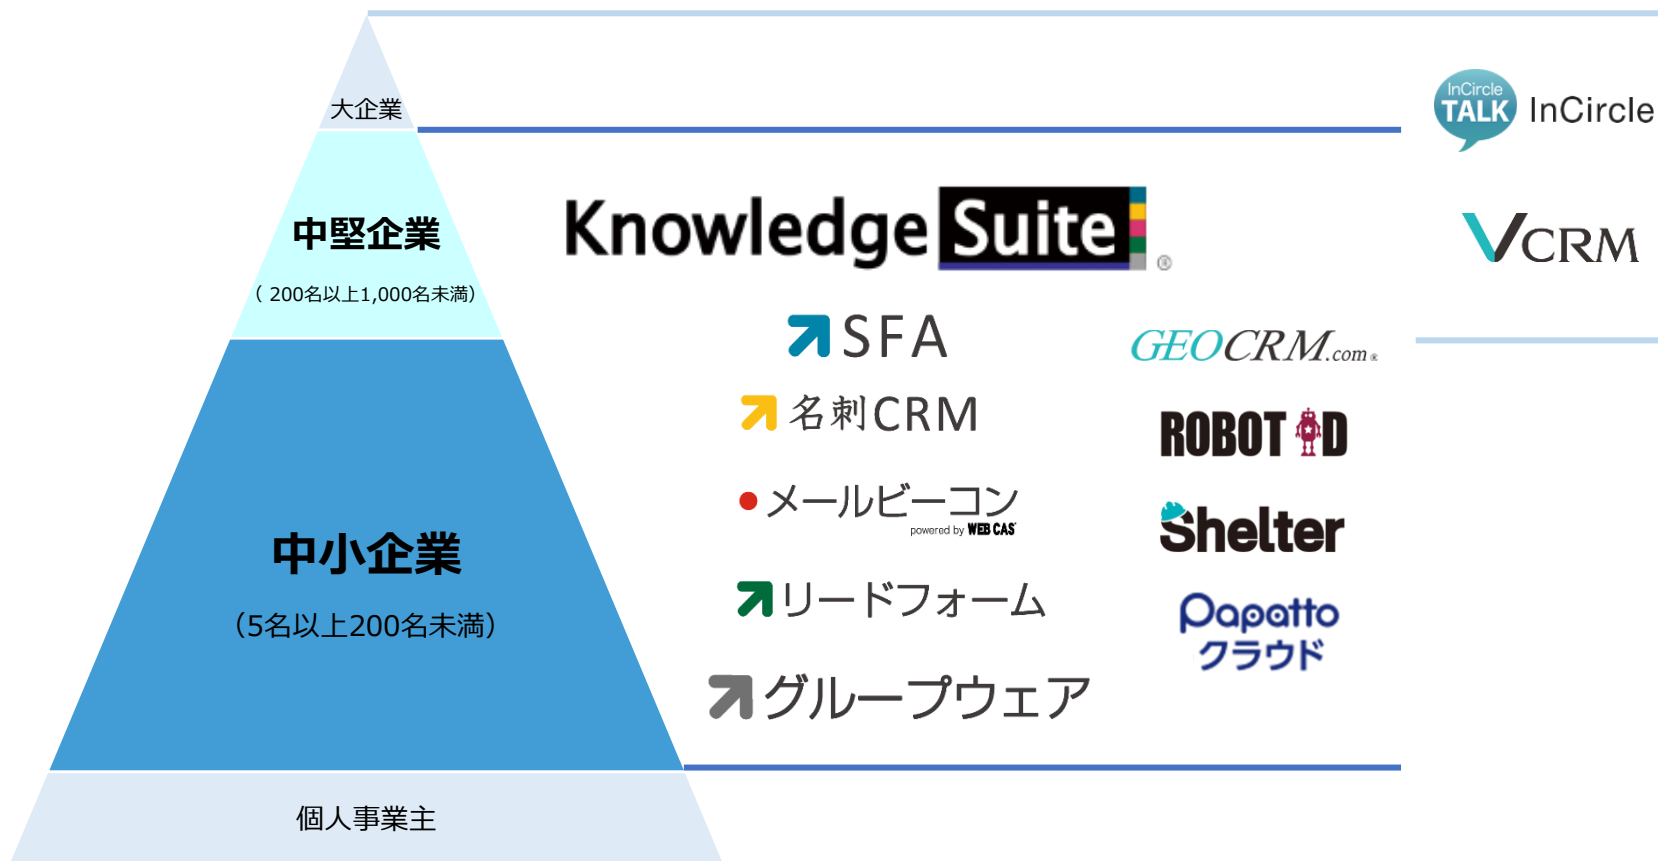 大企業
中堅企業
（ 200名以上1,000名未満）
中小企業
（5名以上200名未満）
個人事業主
Knowledge Suite ®
SFA
名刺CRM
メールビーコン
powered by WEB CAS
リードフォーム
グループウェア
GEOCRM.com ®
ROBOT ID
Shelter
Papatto
クラウド
InCircle
TALK
InCircle
VCRM